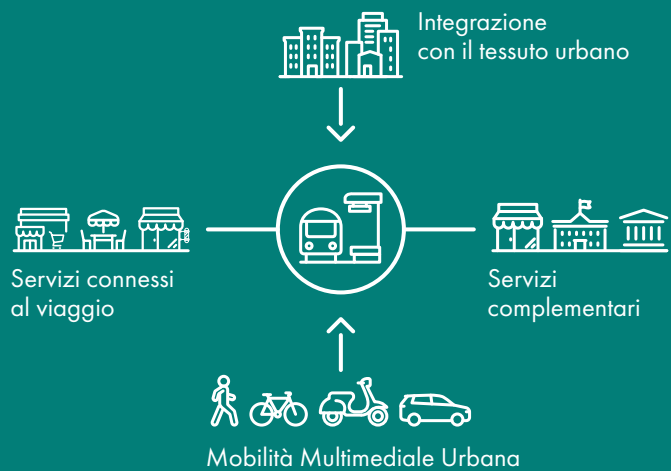 Integrazione
con il tessuto urbano
Servizi connessi
al viaggio
Servizi
complementari
Mobilità Multimediale Urbana